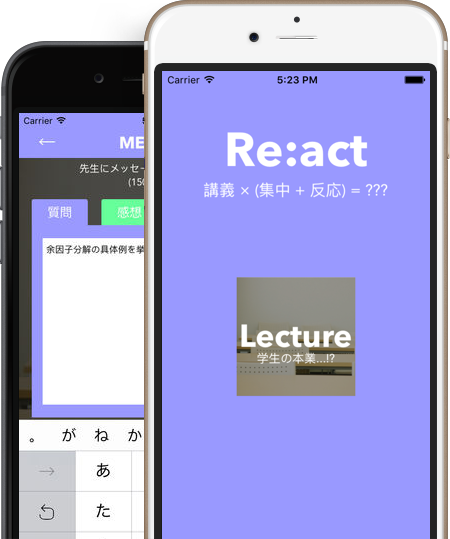 Carrier
5:23 PM
Re:act
講義 × (集中 + 反応) = ???
Lecture
学生の本業...!?
Carrier
←
先生にメッセー
(150
質問
感想
余因子分解の具体例を挙
。 が ね か
→ あ
た